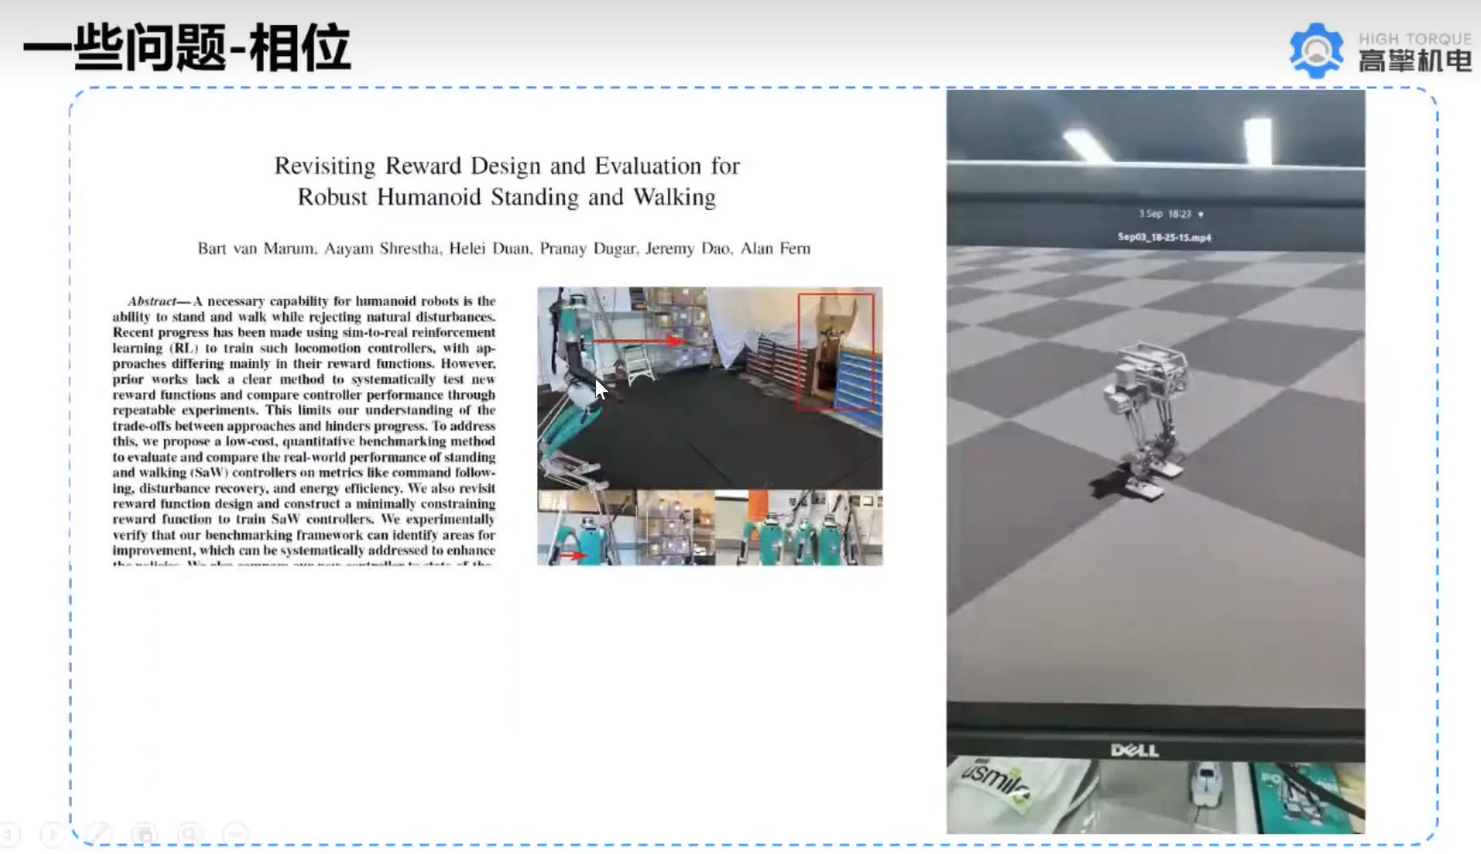 一些问题-相位
HIGH TORQUE
高擎机电
Revisiting Reward Design and Evaluation for
Robust Humanoid Standing and Walking
Bart van Marum, Aayam Shrestha, Helei Duan, Pranay Dugar, Jeremy Dao, Alan Fern
Abstract—A necessary capability for humanoid robots is the
ability to stand and walk while rejecting natural disturbances.
Recent progress has been made using sim-to-real reinforcement
learning (RL) to train such locomotion controllers, with ap-
proaches differing mainly in their reward functions. However,
prior works lack a clear method to systematically test new
reward functions and compare controller performance through
repeatable experiments. This limits our understanding of the
trade-offs between approaches and hinders progress. To address
this, we propose a low-cost, quantitative benchmarking method
to evaluate and compare the real-world performance of standing
and walking (SaW) controllers on metrics like command follow-
ing, disturbance recovery, and energy efficiency. We also revisit
reward function design and construct a minimally constraining
reward function to train SaW controllers. We experimentally
verify that our benchmarking framework can identify areas for
improvement, which can be systematically addressed to enhance
3 Sep 18:27
Sep03_18-25-15.mp4
DELL
usmile